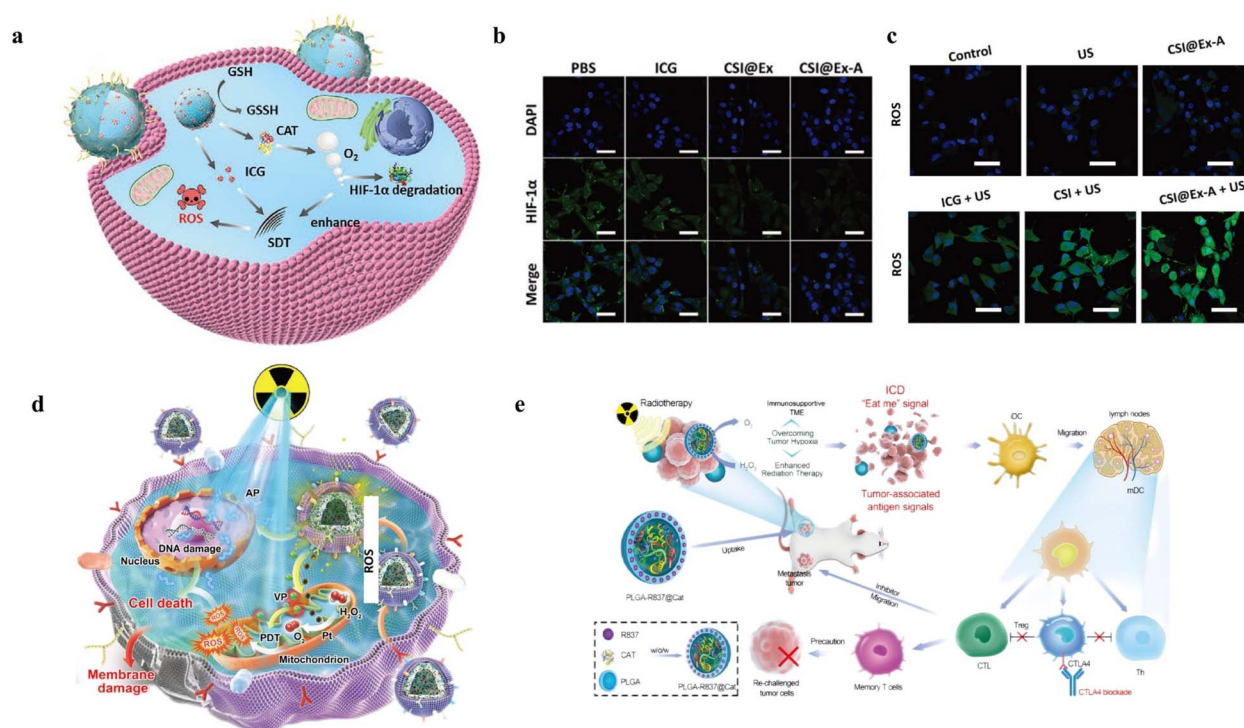 a
GSH
GSSH
CAT
O₂
ICG
HIF-1α degradation
ROS
enhance
SDT
b
PBS
ICG
CSI@Ex
CSI@Ex-A
DAPI
HIF-1α
Merge
c
Control
US
CSI@Ex-A
ROS
ICG + US
CSI + US
CSI@Ex-A + US
ROS
d
AP
DNA damage
Nucleus
ROS
Cell death
VP
H₂O₂
ROS
ROS
ROS
PDT
O₂
Pt
Mitochondrion
Membrane
damage
e
Radiotherapy
O₂
H₂O₂
Immunosupportive
TME
Overcoming
Tumor Hypoxia
Enhanced
Radiation Therapy
ICD
"Eat me" signal
Tumor-associated
antigen signals
iDC
Migration
lymph nodes
mDC
PLGA-R837@Cat
Uptake
Metastasis
tumor
Inhibitor
Migration
R837
CAT
PLGA
w/o/w
PLGA-R837@Cat
Precaution
Re-challenged
tumor cells
Memory T cells
CTL
Treg
CTLA4
Th
CTLA4 blockade